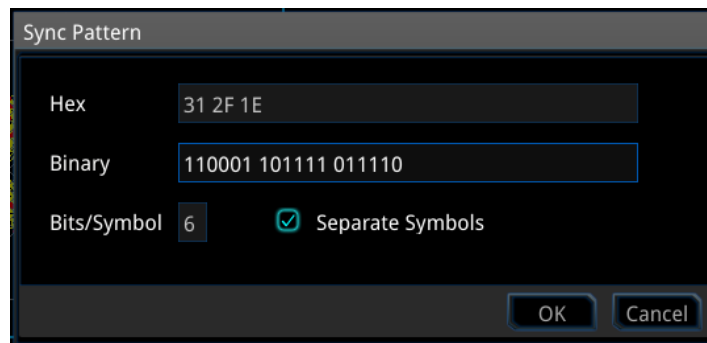 Sync Pattern
Hex 31 2F 1E
Binary 110001 101111 011110
Bits/Symbol 6 Separate Symbols
OK Cancel